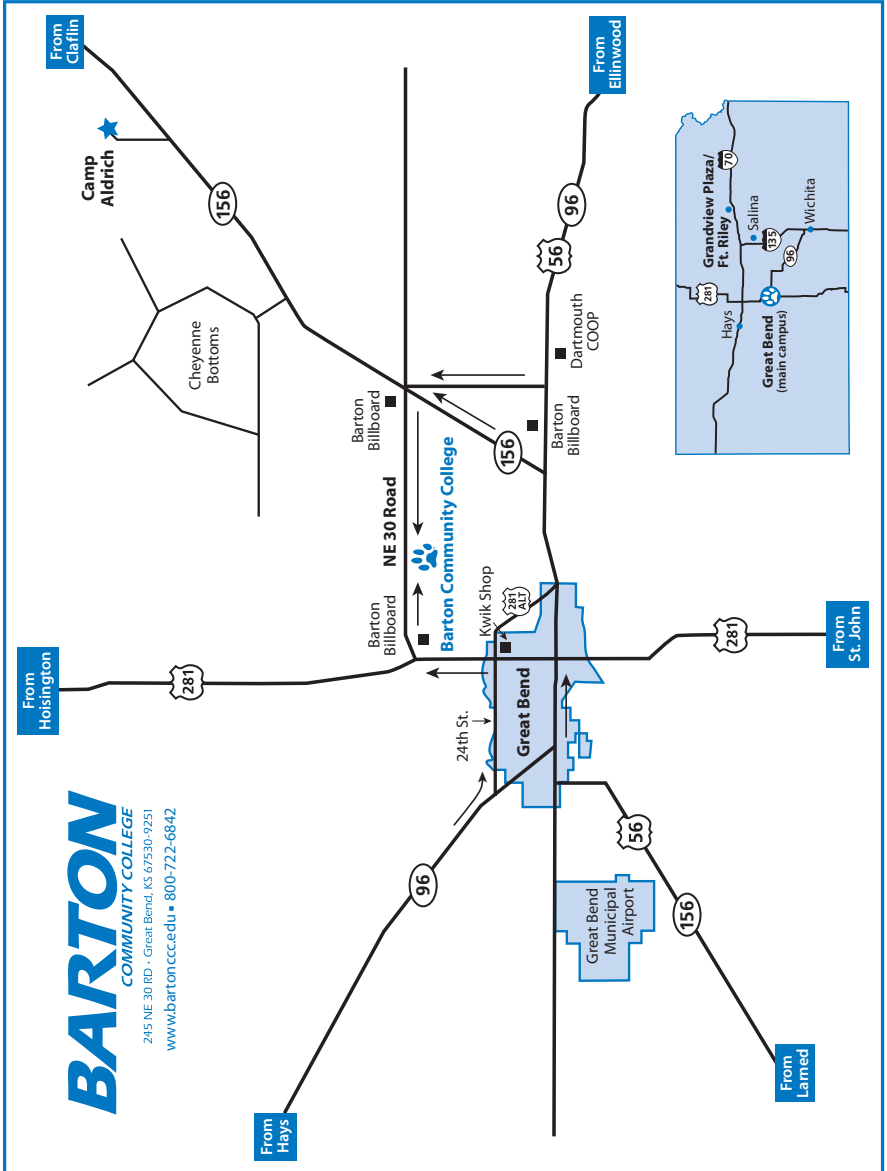 BARTON
COMMUNITY COLLEGE
245 NE 30 RD · Great Bend, KS 67530-9251
www.bartonccc.edu ■ 800-722-6842
From
Hoisington
281
From
Claflin
Camp
Aldrich
156
Cheyenne
Bottoms
From
Hays
96
24th St.
Barton
Billboard
NE 30 Road
Barton
Billboard
Barton Community College
Kwik Shop
281
ALT
Great Bend
156
Barton
Billboard
Dartmouth
COOP
56
96
From
Ellinwood
Great Bend
Municipal
Airport
56
156
From
Larned
281
From
St. John
Hays
281
Grandview Plaza/
Ft. Riley
70
Salina
135
96
Wichita
Great Bend
(main campus)